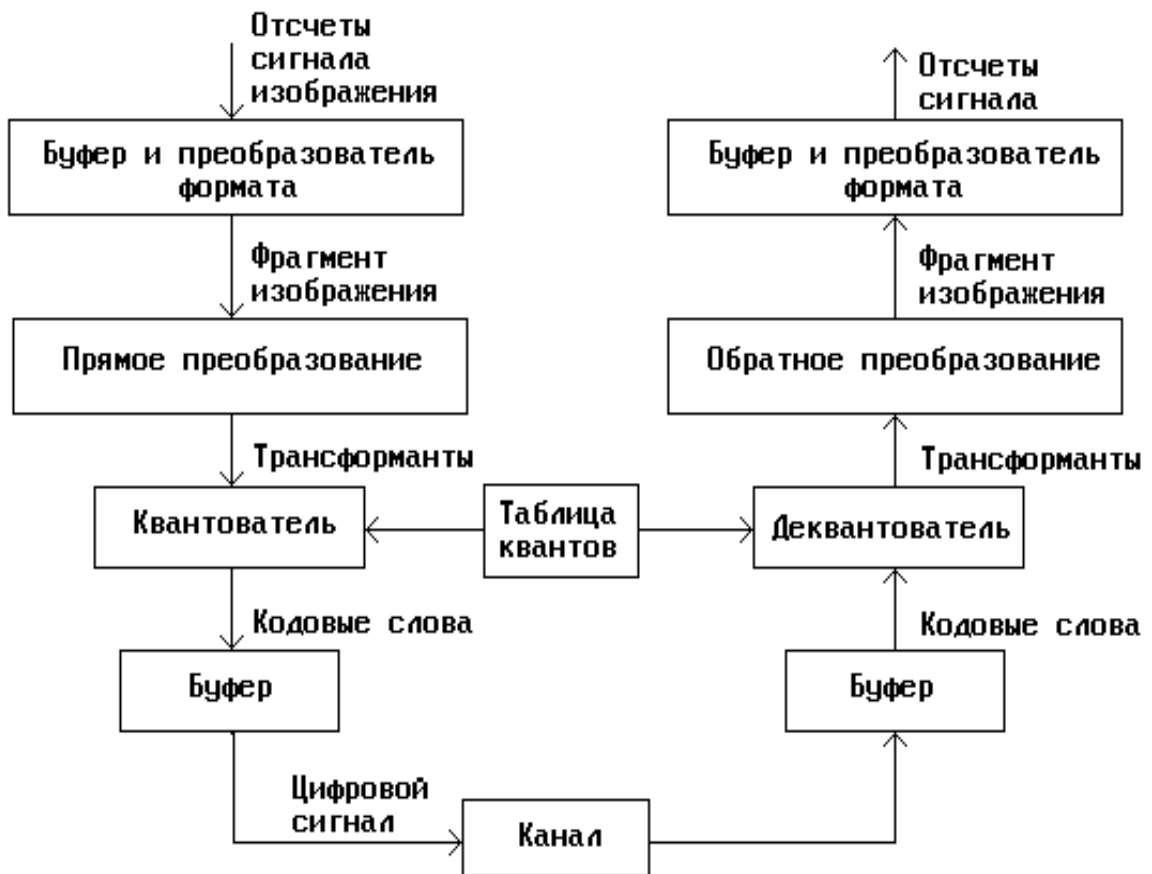 Отсчеты
сигнала
изображения
Буфер и преобразователь
формата
Фрагмент
изображения
Прямое преобразование
Трансформанты
Квантователь
Кодовые слова
Буфер
Цифровой
сигнал
Канал
Таблица
квантов
Отсчеты
сигнала
Буфер и преобразователь
формата
Фрагмент
изображения
Обратное преобразование
Трансформанты
Деквантователь
Кодовые слова
Буфер